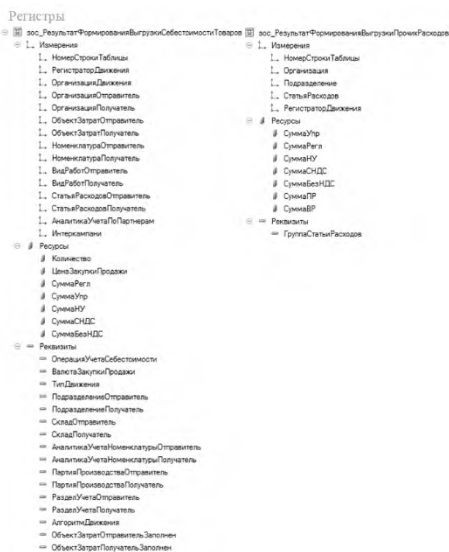 Регистры
зос_РезультатФормированияВыгрузкиСебестоимостиТоваров
Измерения
НомерСтрокиТаблицы
РегистраторДвижения
ОрганизацияДвижения
ОрганизацияОтправитель
ОрганизацияПолучатель
ОбъектЗатратОтправитель
ОбъектЗатратПолучатель
НоменклатураОтправитель
НоменклатураПолучатель
ВидРаботОтправитель
ВидРаботПолучатель
СтатьяРасходовОтправитель
СтатьяРасходовПолучатель
АналитикаУчетаПоПартнерам
Интеркампани
Ресурсы
Количество
ЦенаЗакупкиПродажи
СуммаРегл
СуммаУпр
СуммаНУ
СуммаСНДС
СуммаБезНДС
Реквизиты
ОперацияУчетаСебестоимости
ВалютаЗакупкиПродажи
ТипДвижения
ПодразделениеОтправитель
ПодразделениеПолучатель
СкладОтправитель
СкладПолучатель
АналитикаУчетаНоменклатурыОтправитель
АналитикаУчетаНоменклатурыПолучатель
ПартияПроизводстваОтправитель
ПартияПроизводстваПолучатель
РазделУчетаОтправитель
РазделУчетаПолучатель
АлгоритмДвижения
ОбъектЗатратОтправительЗаполнен
ОбъектЗатратПолучательЗаполнен
зос_РезультатФормированияВыгрузкиПрочихРасходов
Измерения
НомерСтрокиТаблицы
Организация
Подразделение
СтатьяРасходов
РегистраторДвижения
Ресурсы
СуммаУпр
СуммаРегл
СуммаНУ
СуммаСНДС
СуммаБезНДС
СуммаПР
СуммаВР
Реквизиты
ГруппаСтатьиРасходов